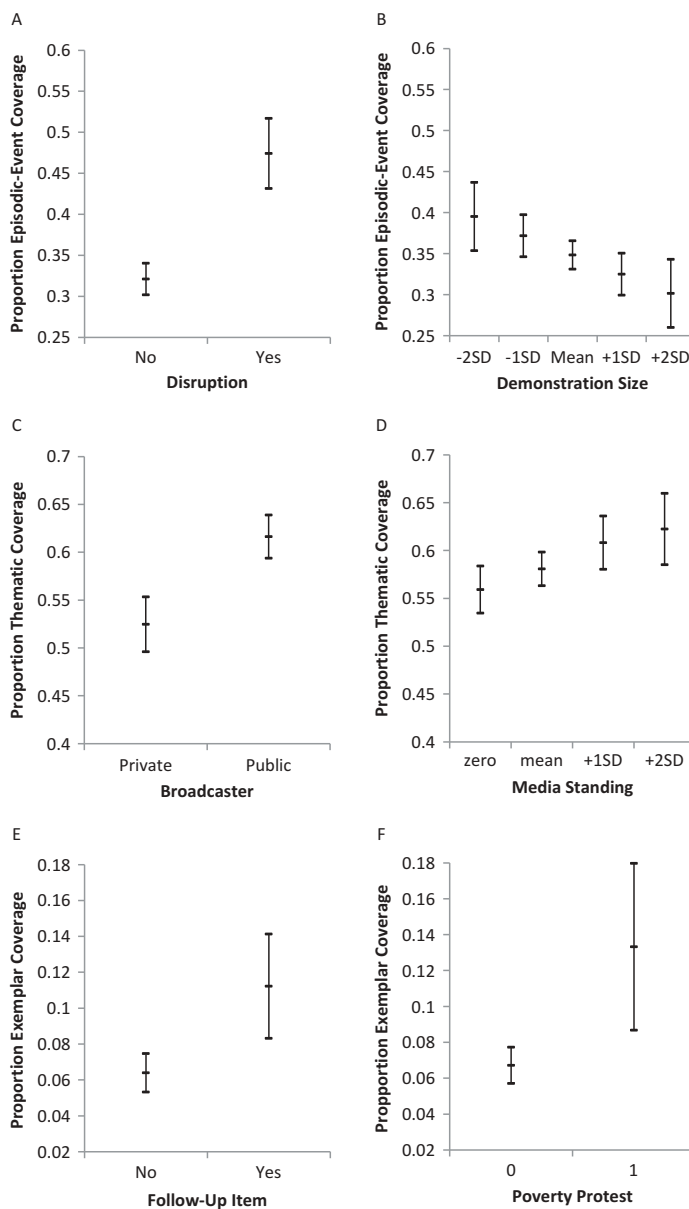 A
Proportion Episodic-Event Coverage
0.6
0.55
0.5
0.45
0.4
0.35
0.3
0.25
No Yes
Disruption
B
Proportion Episodic-Event Coverage
0.6
0.55
0.5
0.45
0.4
0.35
0.3
0.25
-2SD -1SD Mean +1SD +2SD
Demonstration Size
C
Proportion Thematic Coverage
0.7
0.65
0.6
0.55
0.5
0.45
0.4
Private Public
Broadcaster
D
Proportion Thematic Coverage
0.7
0.65
0.6
0.55
0.5
0.45
0.4
zero mean +1SD +2SD
Media Standing
E
Proportion Exemplar Coverage
0.18
0.16
0.14
0.12
0.1
0.08
0.06
0.04
0.02
No Yes
Follow-Up Item
F
Propportion Exemplar Coverage
0.18
0.16
0.14
0.12
0.1
0.08
0.06
0.04
0.02
0 1
Poverty Protest